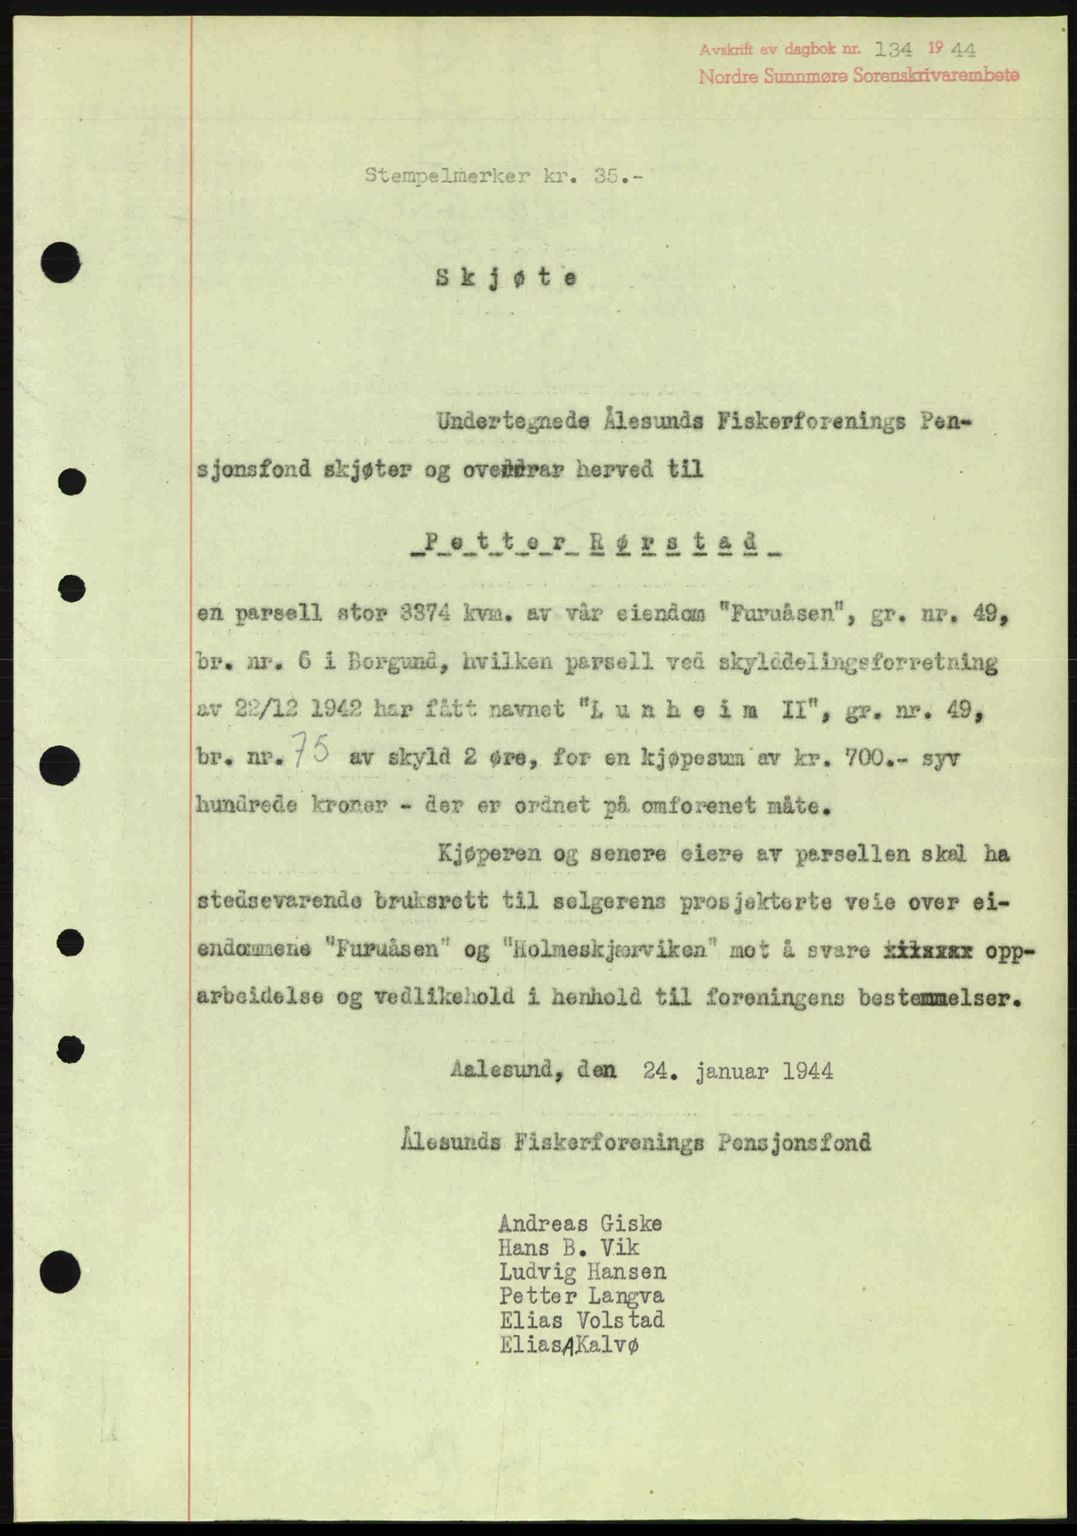 Avskrift av dagbok nr. 134 1944
Nordre Sunnmøre Sorenskrivarembete
Stempelmerker kr. 35.-
S k j ø t e
Undertegnede Ålesunds Fiskerforenings Pen-
sjonsfond skjøter og overdrar herved til
P e t t e r R ø r s t a d
en parsell stor 3374 kvm. av vår eiendom "Furuåsen", gr. nr. 49,
br. nr. 6 i Borgund, hvilken parsell ved skylddelingsforretning
av 22/12 1942 har fått navnet "L u n h e i m II", gr. nr. 49,
br. nr. 75 av skyld 2 øre, for en kjøpesum av kr. 700.- syv
hundrede kroner - der er ordnet på omforenet måte.
Kjøperen og senere eiere av parsellen skal ha
stedsevarende bruksrett til selgerens prosjekterte veie over ei-
endommene "Furuåsen" og "Holmeskjærviken" mot å svare opp-
arbeidelse og vedlikehold i henhold til foreningens bestemmelser.
Aalesund, den 24. januar 1944
Ålesunds Fiskerforenings Pensjonsfond
Andreas Giske
Hans B. Vik
Ludvig Hansen
Petter Langva
Elias Volstad
Elias A Kalvø